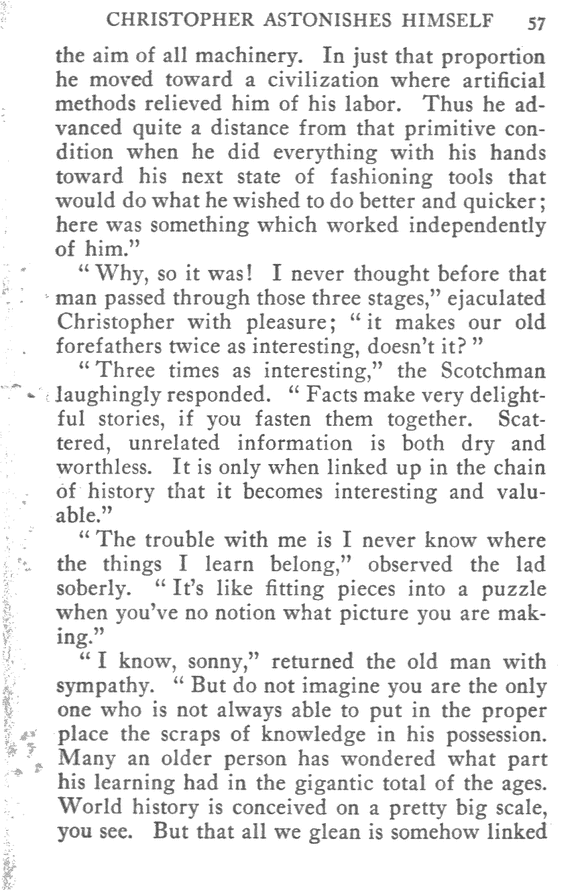 CHRISTOPHER ASTONISHES HIMSELF 57
the aim of all machinery. In just that proportion
he moved toward a civilization where artificial
methods relieved him of his labor. Thus he ad-
vanced quite a distance from that primitive con-
dition when he did everything with his hands
toward his next state of fashioning tools that
would do what he wished to do better and quicker;
here was something which worked independently
of him.”
“Why, so it was! I never thought before that
man passed through those three stages,” ejaculated
Christopher with pleasure; “it makes our old
forefathers twice as interesting, doesn't it?”
“Three times as interesting,” the Scotchman
laughingly responded. “Facts make very delight-
ful stories, if you fasten them together. Scat-
tered, unrelated information is both dry and
worthless. It is only when linked up in the chain
of history that it becomes interesting and valu-
able.”
“The trouble with me is I never know where
the things I learn belong,” observed the lad
soberly. “It's like fitting pieces into a puzzle
when you've no notion what picture you are mak-
ing.”
“I know, sonny,” returned the old man with
sympathy. “But do not imagine you are the only
one who is not always able to put in the proper
place the scraps of knowledge in his possession.
Many an older person has wondered what part
his learning had in the gigantic total of the ages.
World history is conceived on a pretty big scale,
you see. But that all we glean is somehow linked